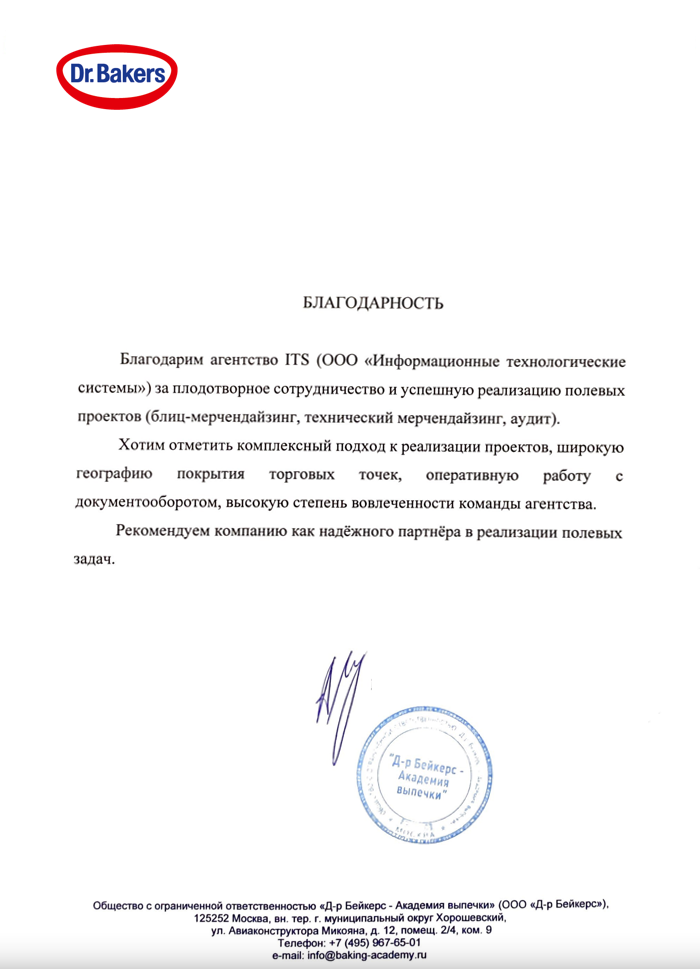 Dr.Bakers
БЛАГОДАРНОСТЬ
Благодарим агентство ITS (ООО «Информационные технологические
системы») за плодотворное сотрудничество и успешную реализацию полевых
проектов (блиц-мерчендайзинг, технический мерчендайзинг, аудит).
Хотим отметить комплексный подход к реализации проектов, широкую
географию покрытия торговых точек, оперативную работу с
документооборотом, высокую степень вовлеченности команды агентства.
Рекомендуем компанию как надёжного партнёра в реализации полевых
задач.
"Д-р Бейкерс -
Академия
выпечки"
МОСКВА
Общество с ограниченной ответственностью «Д-р Бейкерс - Академия выпечки» (ООО «Д-р Бейкерс»),
125252 Москва, вн. тер. г. муниципальный округ Хорошевский,
ул. Авиаконструктора Микояна, д. 12, помещ. 2/4, ком. 9
Телефон: +7 (495) 967-65-01
e-mail: info@baking-academy.ru